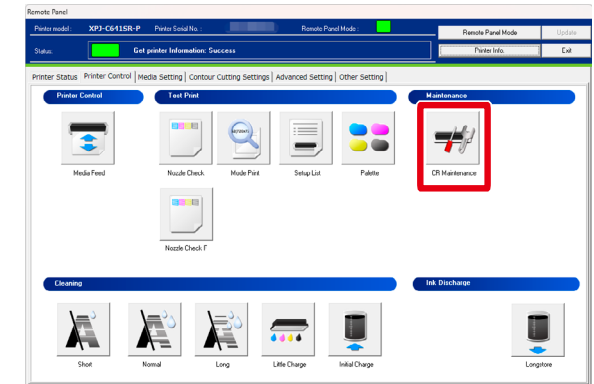 Remote Panel
Printer model : XPJ-C641SR-P Printer Serial No. : Remote Panel Mode :
Remote Panel Mode Update
Status: Get printer Information: Success
Printer Info. Exit
Printer Status Printer Control Media Setting Contour Cutting Settings Advanced Setting Other Setting
Printer Control Test Print Maintenance
Media Feed Nozzle Check Mode Print Setup List Palette CR Maintenance
Nozzle Check F
Cleaning Ink Discharge
Short Normal Long Little Charge Initial Charge Longstore